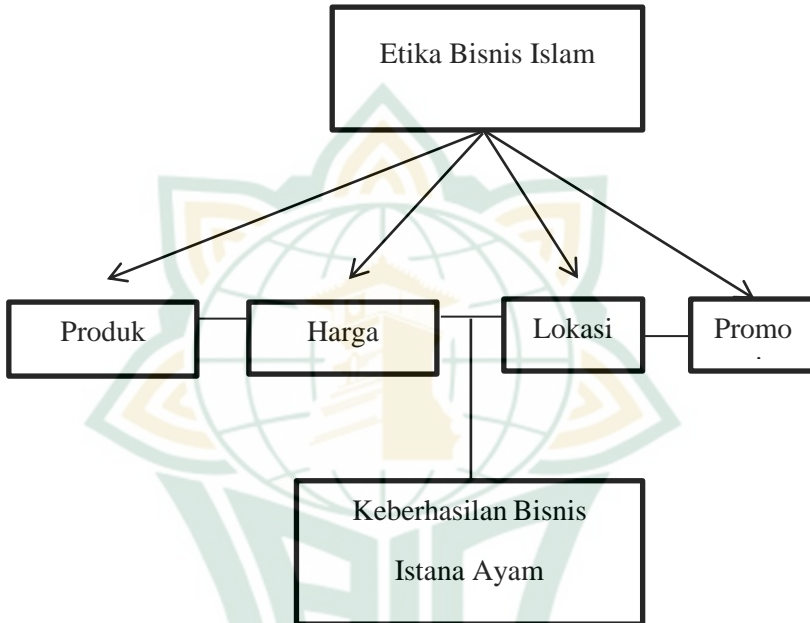 Etika Bisnis Islam
Produk
Harga
Lokasi
Promo
Keberhasilan Bisnis
Istana Ayam